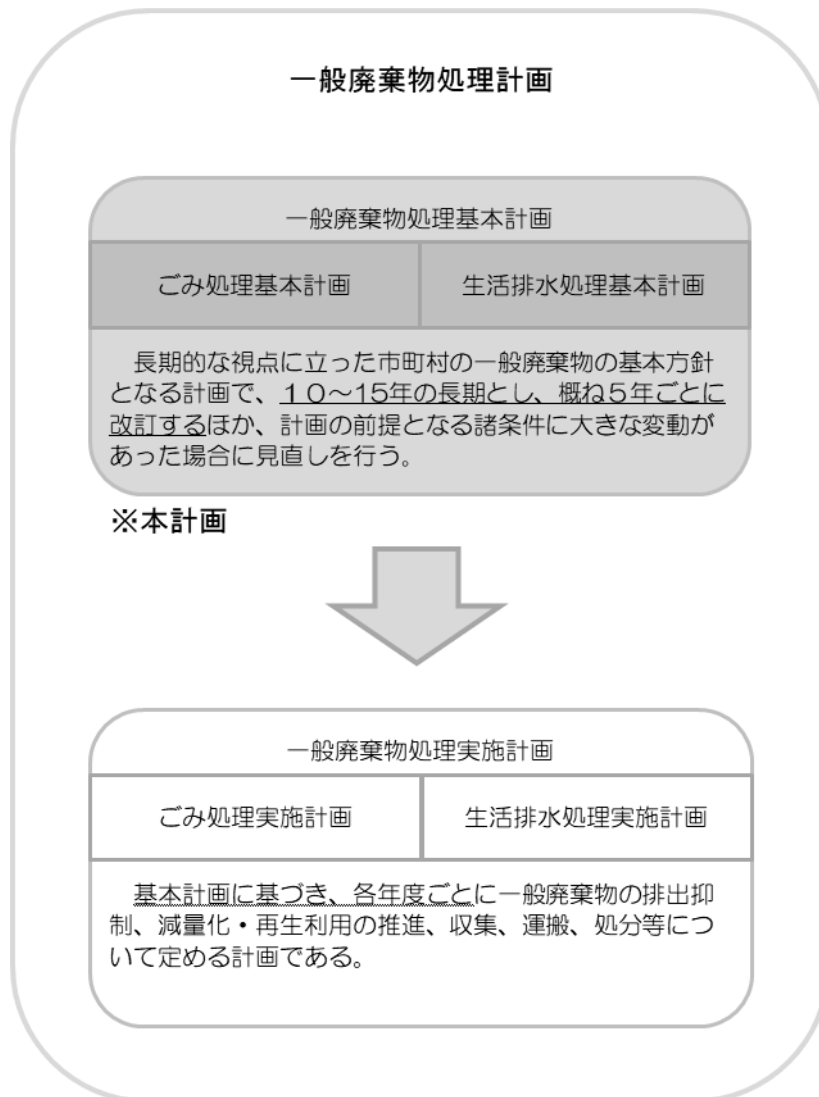 一般廃棄物処理計画
一般廃棄物処理基本計画
ごみ処理基本計画
生活排水処理基本計画
　長期的な視点に立った市町村の一般廃棄物の基本方針
となる計画で、１０～15年の長期とし、概ね５年ごとに
改訂するほか、計画の前提となる諸条件に大きな変動が
あった場合に見直しを行う。
※本計画
一般廃棄物処理実施計画
ごみ処理実施計画
生活排水処理実施計画
　基本計画に基づき、各年度ごとに一般廃棄物の排出抑
制、減量化・再生利用の推進、収集、運搬、処分等につ
いて定める計画である。